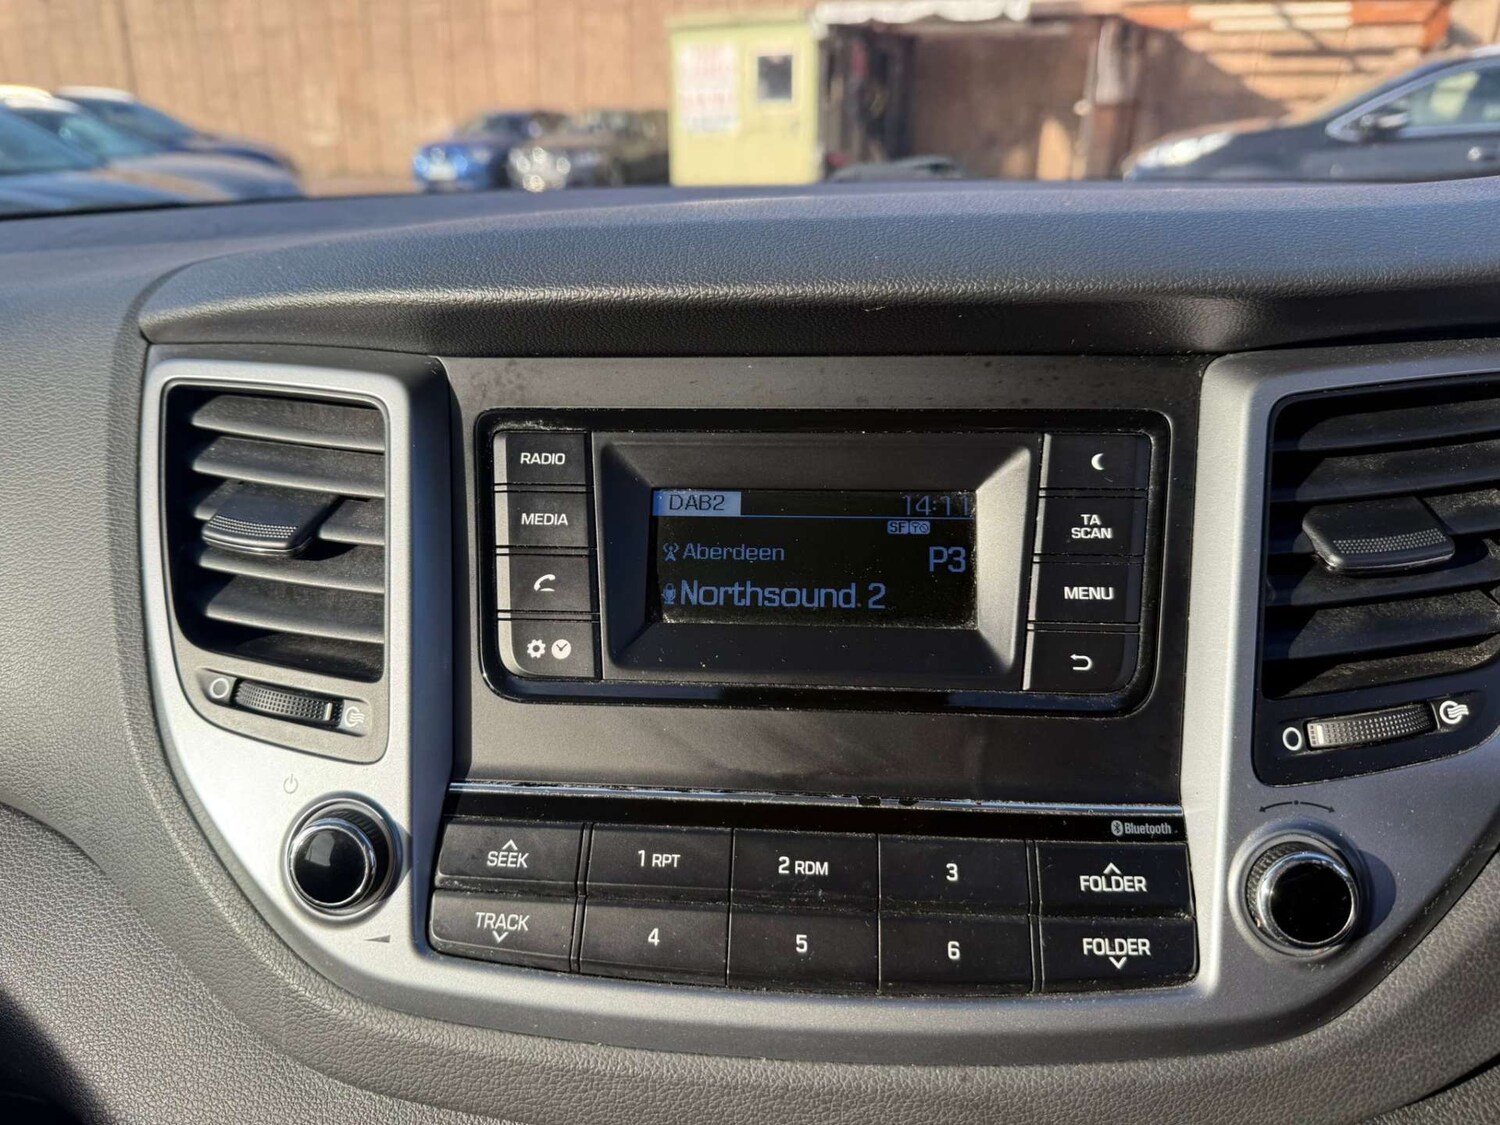 RADIO
MEDIA
DAB2 14:11
SF
Aberdeen P3
Northsound 2
TA
SCAN
MENU
Bluetooth
SEEK
1 RPT
2 RDM
3
FOLDER
TRACK
4
5
6
FOLDER